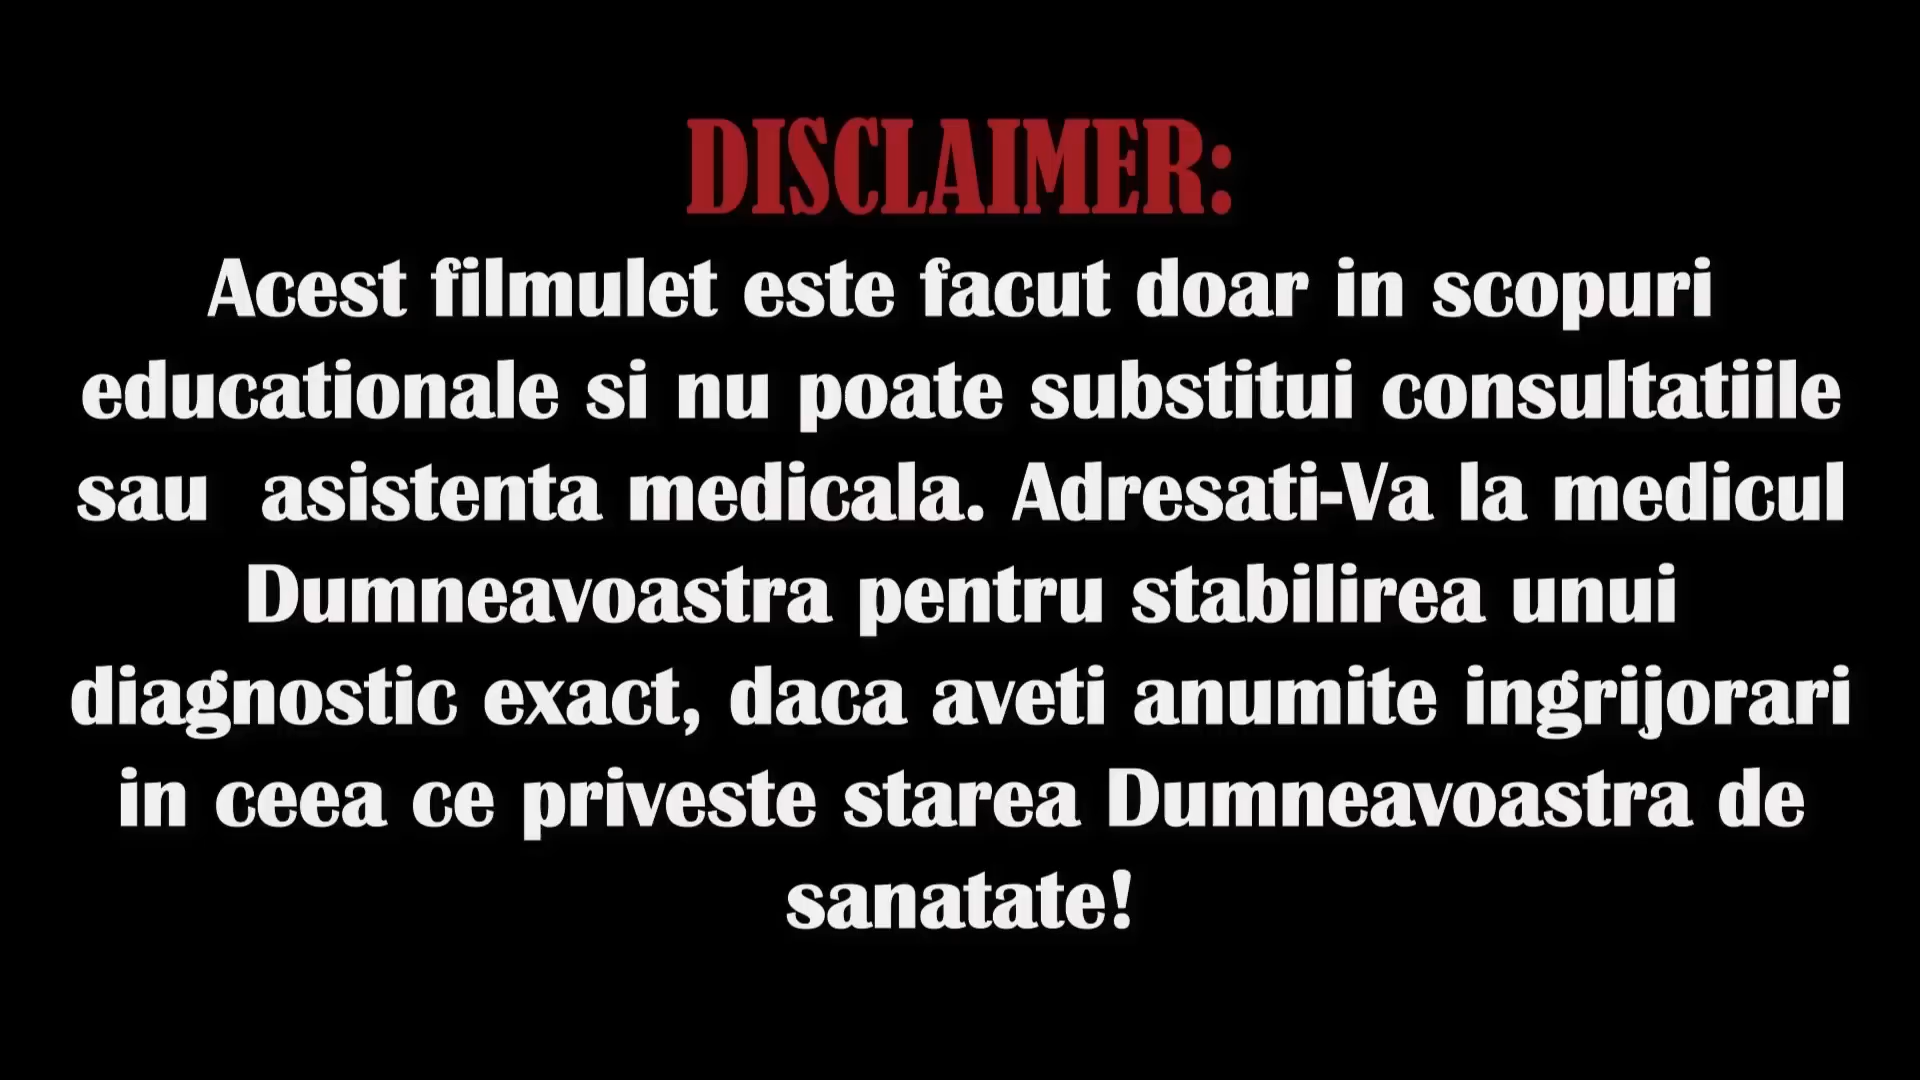 DISCLAIMER:
Acest filmulet este facut doar in scopuri
educationale si nu poate substitui consultatiile
sau  asistenta medicala. Adresati-Va la medicul
Dumneavoastra pentru stabilirea unui
diagnostic exact, daca aveti anumite ingrijorari
in ceea ce priveste starea Dumneavoastra de
sanatate!